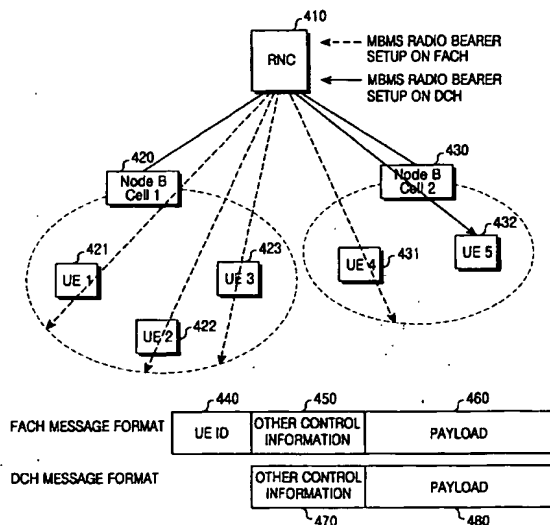 410
RNC
MBMS RADIO BEARER
SETUP ON FACH
MBMS RADIO BEARER
SETUP ON DCH
420
Node B
Cell 1
430
Node B
Cell 2
421
UE 1
423
UE 3
UE 2
422
UE 4
431
432
UE 5
440
450
460
FACH MESSAGE FORMAT
UE ID
OTHER CONTROL
INFORMATION
PAYLOAD
DCH MESSAGE FORMAT
OTHER CONTROL
INFORMATION
PAYLOAD
470
480